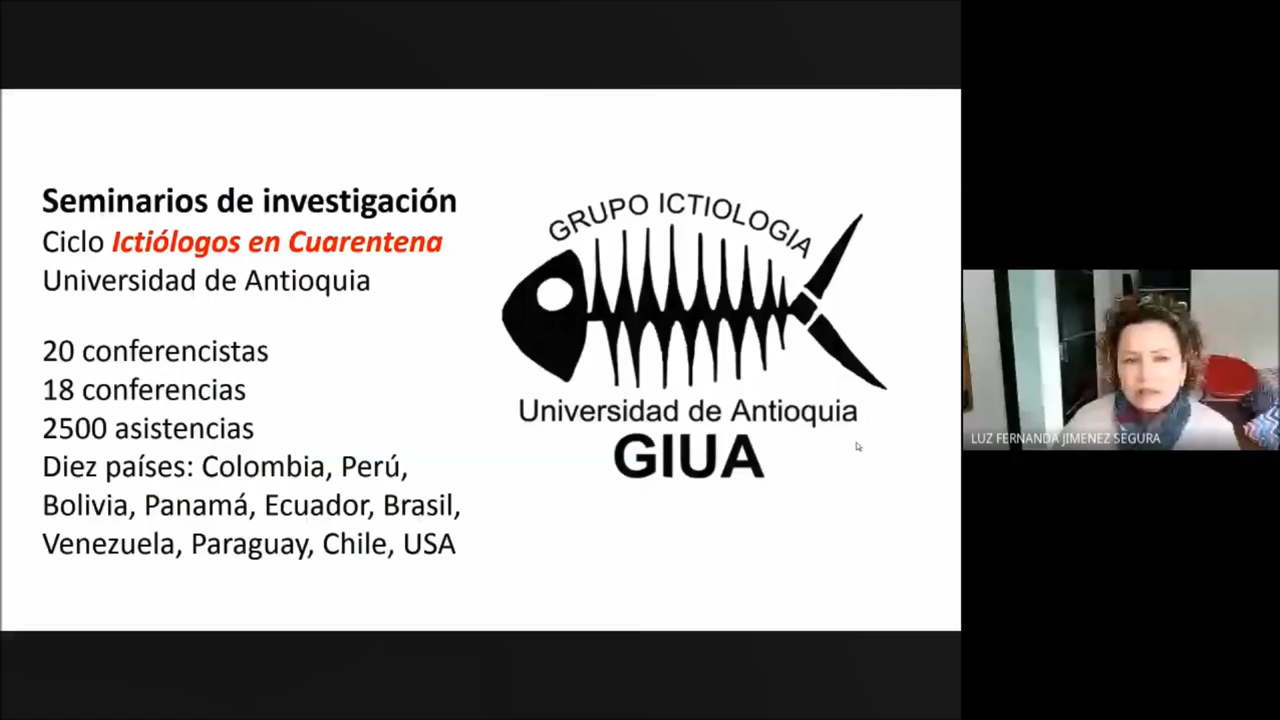 Seminarios de investigación
Ciclo Ictiólogos en Cuarentena
Universidad de Antioquia
20 conferencistas
18 conferencias
2500 asistencias
Diez países: Colombia, Perú,
Bolivia, Panamá, Ecuador, Brasil,
Venezuela, Paraguay, Chile, USA
GRUPO ICTIOLOGIA
Universidad de Antioquia
GIUA
LUZ FERNANDA JIMENEZ SEGURA